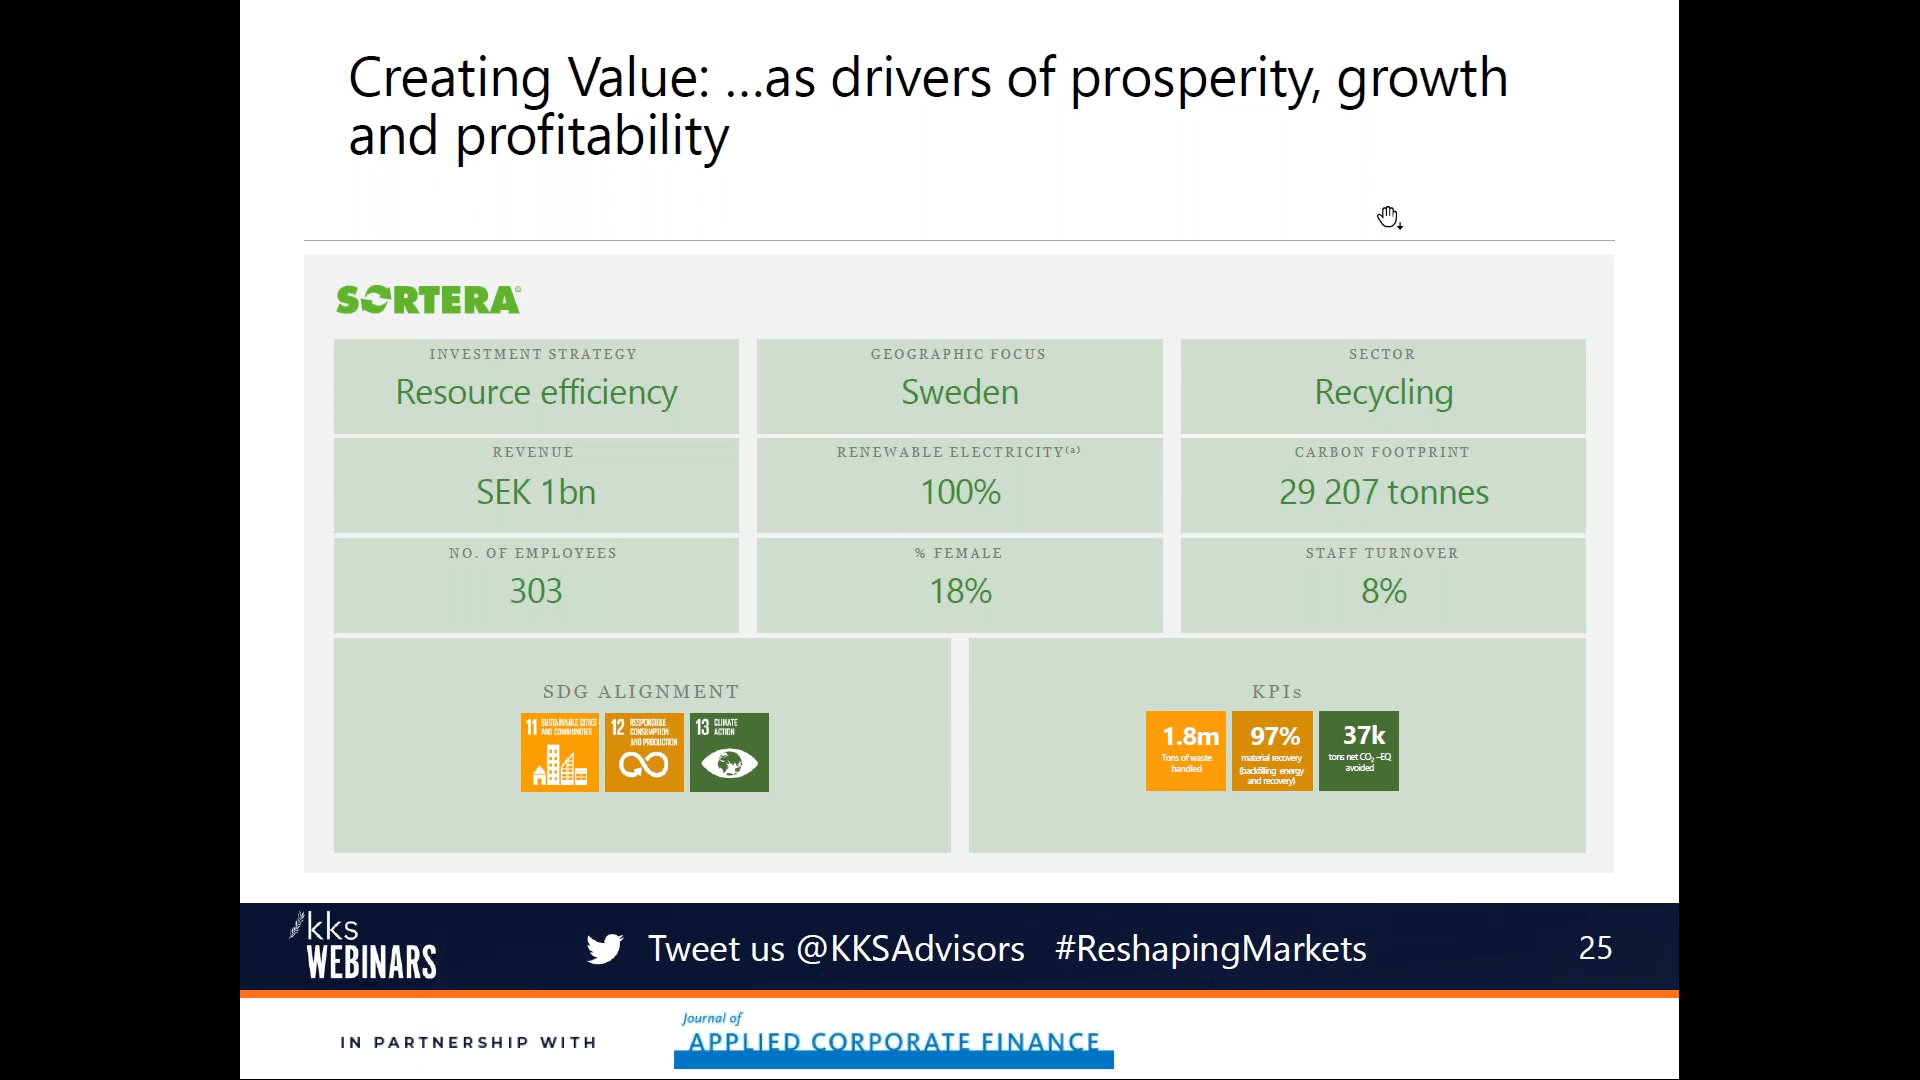 Creating Value: ...as drivers of prosperity, growth
and profitability
SORTERA®
INVESTMENT STRATEGY
Resource efficiency
GEOGRAPHIC FOCUS
Sweden
SECTOR
Recycling
REVENUE
SEK 1bn
RENEWABLE ELECTRICITY(a)
100%
CARBON FOOTPRINT
29 207 tonnes
NO. OF EMPLOYEES
303
% FEMALE
18%
STAFF TURNOVER
8%
SDG ALIGNMENT
11 SUSTAINABLE CITIES
AND COMMUNITIES
12 RESPONSIBLE
CONSUMPTION
AND PRODUCTION
13 CLIMATE
ACTION
KPIs
1.8m
Tons of waste
handled
97%
material recovery
(backfilling energy
and recovery)
37k
tons net CO2 –EQ
avoided
kks
WEBINARS
Tweet us @KKSAdvisors #ReshapingMarkets
25
IN PARTNERSHIP WITH
Journal of
APPLIED CORPORATE FINANCE